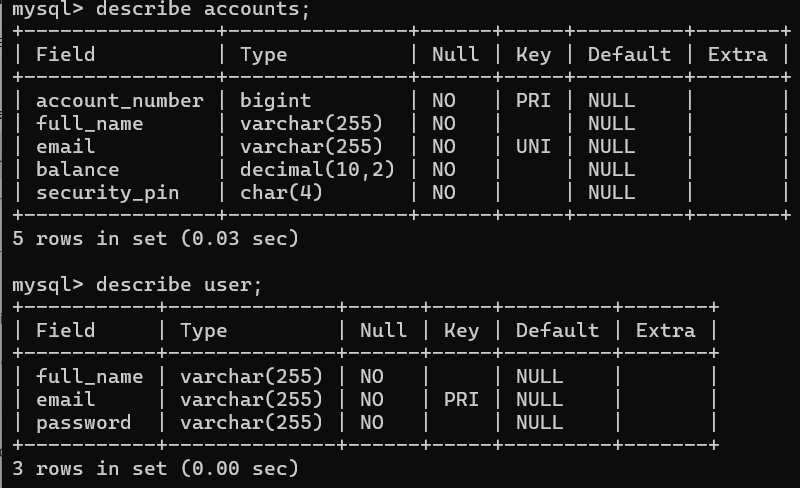 mysql> describe accounts;
+----------------+---------------+------+-----+---------+-------+
| Field          | Type          | Null | Key | Default | Extra |
+----------------+---------------+------+-----+---------+-------+
| account_number | bigint        | NO   | PRI | NULL    |       |
| full_name      | varchar(255)  | NO   |     | NULL    |       |
| email          | varchar(255)  | NO   | UNI | NULL    |       |
| balance        | decimal(10,2) | NO   |     | NULL    |       |
| security_pin   | char(4)       | NO   |     | NULL    |       |
+----------------+---------------+------+-----+---------+-------+
5 rows in set (0.03 sec)

mysql> describe user;
+-----------+--------------+------+-----+---------+-------+
| Field     | Type         | Null | Key | Default | Extra |
+-----------+--------------+------+-----+---------+-------+
| full_name | varchar(255) | NO   |     | NULL    |       |
| email     | varchar(255) | NO   | PRI | NULL    |       |
| password  | varchar(255) | NO   |     | NULL    |       |
+-----------+--------------+------+-----+---------+-------+
3 rows in set (0.00 sec)